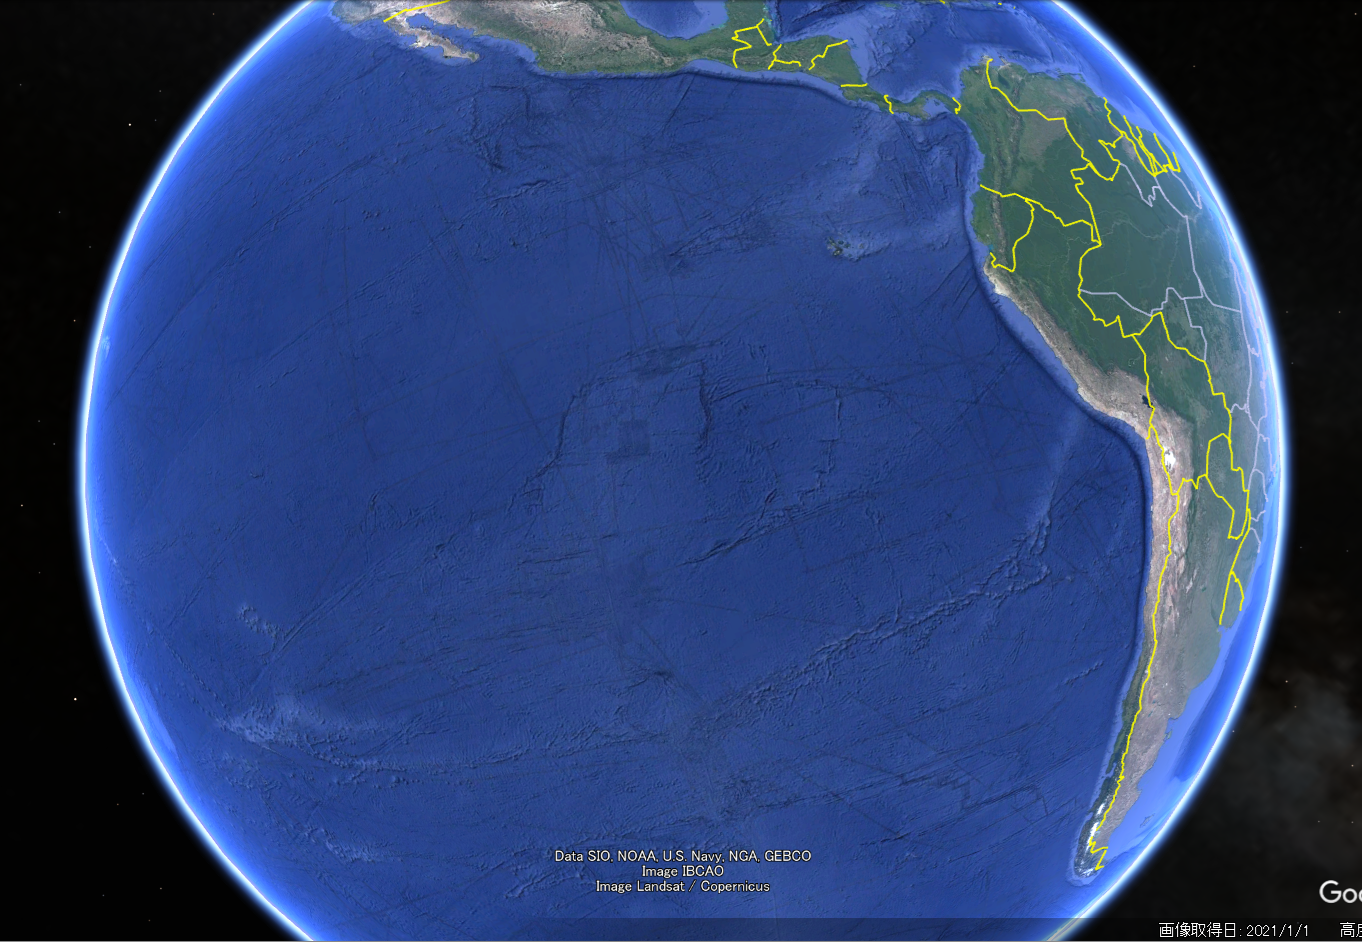 Data SIO, NOAA, U.S. Navy, NGA, GEBCO
Image IBCAO
Image Landsat / Copernicus
Goo
画像取得日: 2021/1/1 高度